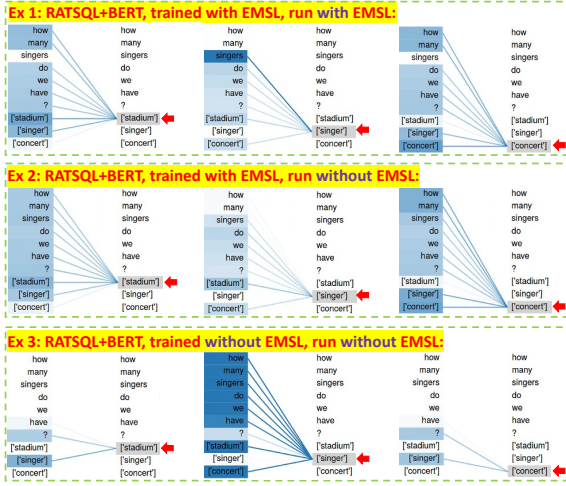 Ex 1: RATSQL+BERT, trained with EMSL, run with EMSL:
how how how how how how
many many many many many many
singers singers singers singers singers singers
do do do do do do
we we we we we we
have have have have have have
? ? ? ? ? ?
['stadium'] ['stadium'] ['stadium'] ['stadium'] ['stadium'] ['stadium']
['singer'] ['singer'] ['singer'] ['singer'] ['singer'] ['singer']
['concert'] ['concert'] ['concert'] ['concert'] ['concert'] ['concert']
Ex 2: RATSQL+BERT, trained with EMSL, run without EMSL:
how how how how how how
many many many many many many
singers singers singers singers singers singers
do do do do do do
we we we we we we
have have have have have have
? ? ? ? ? ?
['stadium'] ['stadium'] ['stadium'] ['stadium'] ['stadium'] ['stadium']
['singer'] ['singer'] ['singer'] ['singer'] ['singer'] ['singer']
['concert'] ['concert'] ['concert'] ['concert'] ['concert'] ['concert']
Ex 3: RATSQL+BERT, trained without EMSL, run without EMSL:
how how how how how how
many many many many many many
singers singers singers singers singers singers
do do do do do do
we we we we we we
have have have have have have
? ? ? ? ? ?
['stadium'] ['stadium'] ['stadium'] ['stadium'] ['stadium'] ['stadium']
['singer'] ['singer'] ['singer'] ['singer'] ['singer'] ['singer']
['concert'] ['concert'] ['concert'] ['concert'] ['concert'] ['concert']